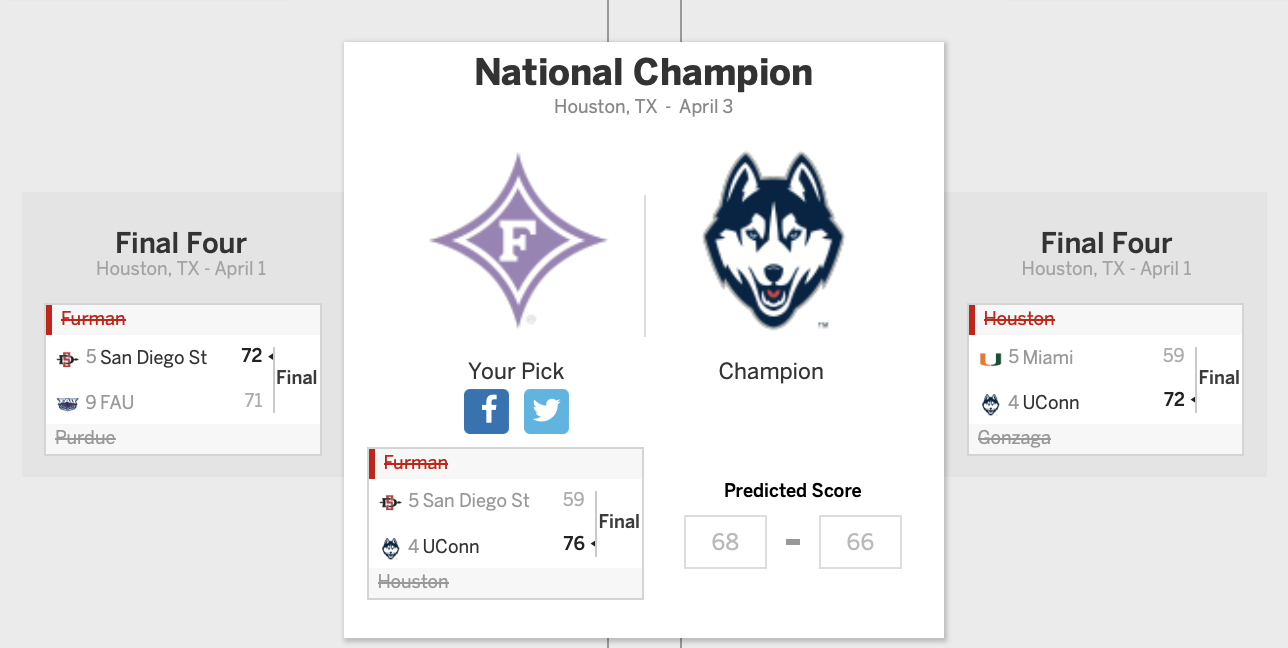 National Champion
Houston, TX - April 3
F
®
™
Your Pick
Champion
f
Final Four
Houston, TX - April 1
Furman
5 San Diego St 72
9 FAU 71
Final
Purdue
Furman
5 San Diego St 59
4 UConn 76
Final
Houston
Predicted Score
68 - 66
Final Four
Houston, TX - April 1
Houston
5 Miami 59
4 UConn 72
Final
Gonzaga